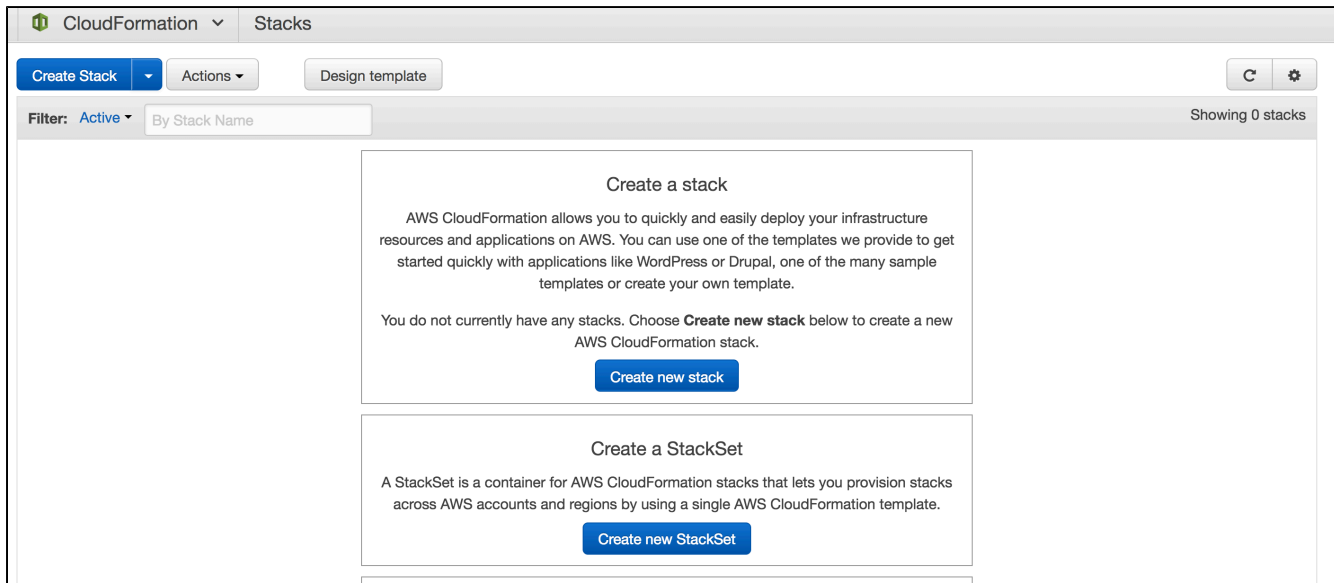 CloudFormation Stacks
Create Stack Actions Design template
Filter: Active By Stack Name Showing 0 stacks
Create a stack
AWS CloudFormation allows you to quickly and easily deploy your infrastructure
resources and applications on AWS. You can use one of the templates we provide to get
started quickly with applications like WordPress or Drupal, one of the many sample
templates or create your own template.
You do not currently have any stacks. Choose Create new stack below to create a new
AWS CloudFormation stack.
Create new stack
Create a StackSet
A StackSet is a container for AWS CloudFormation stacks that lets you provision stacks
across AWS accounts and regions by using a single AWS CloudFormation template.
Create new StackSet